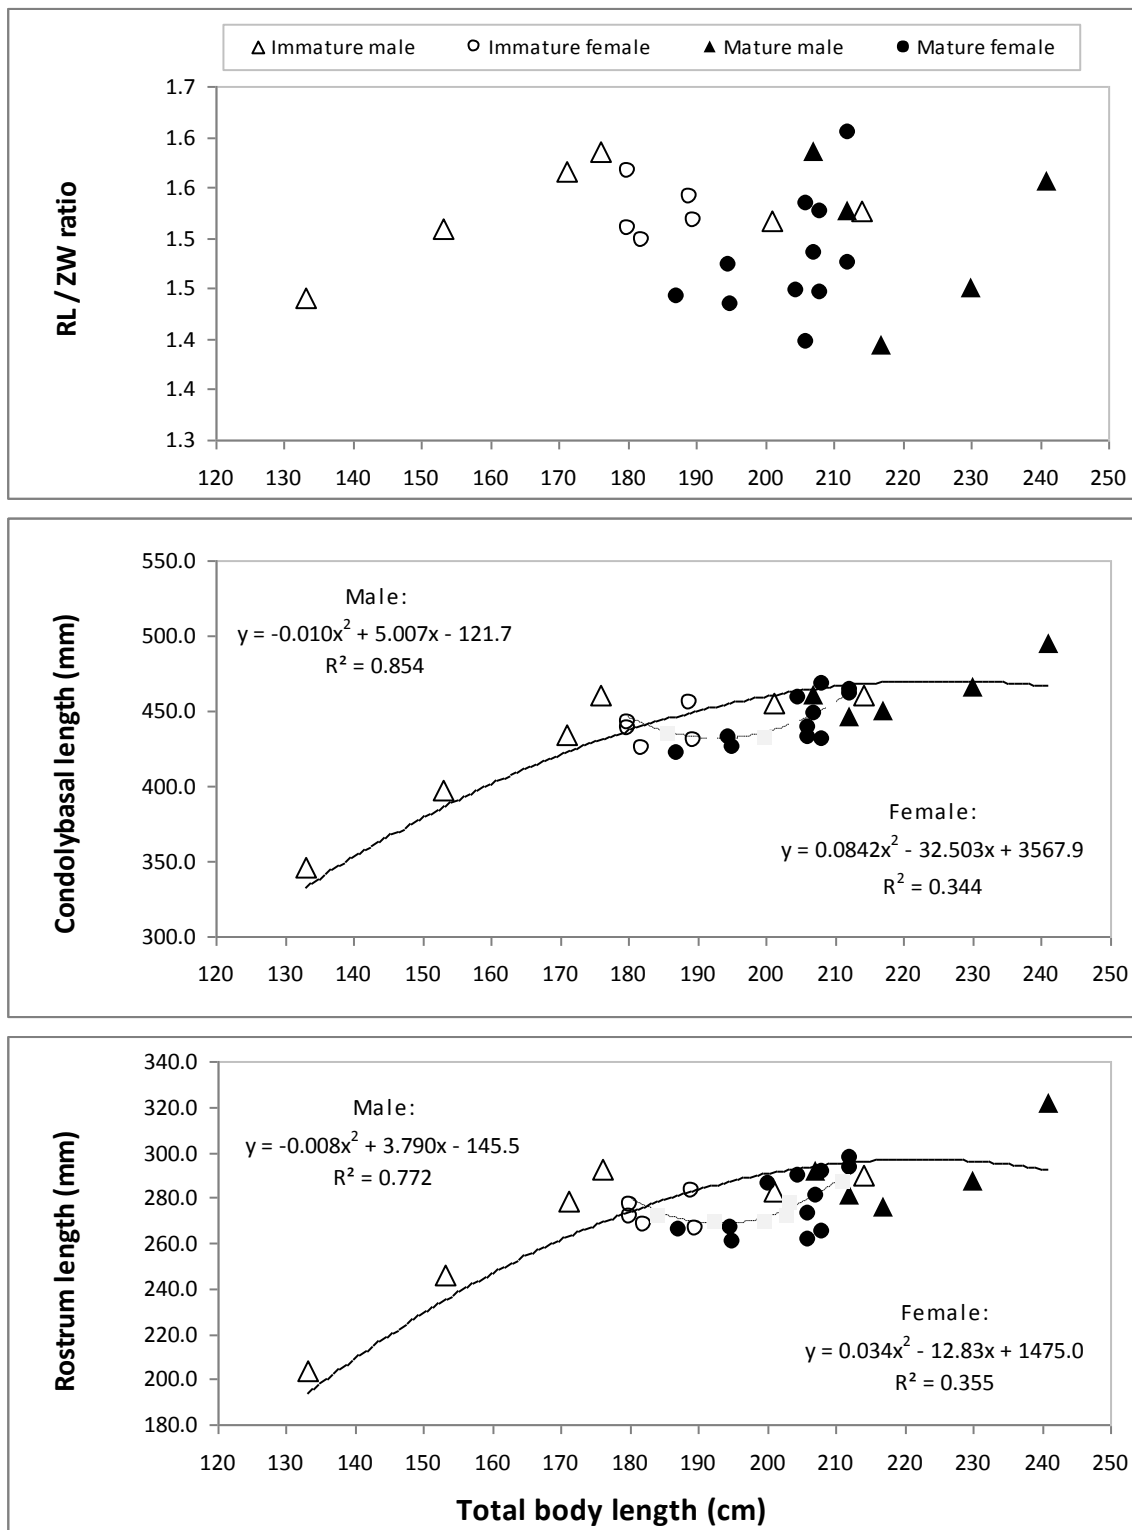 Immature male Immature female Mature male Mature female
RL / ZW ratio
1.7
1.6
1.6
1.5
1.5
1.4
1.4
1.3
120 130 140 150 160 170 180 190 200 210 220 230 240 250
Condolybasal length (mm)
550.0
500.0
450.0
400.0
350.0
300.0
Male:
y = -0.010x² + 5.007x - 121.7
R² = 0.854
Female:
y = 0.0842x² - 32.503x + 3567.9
R² = 0.344
120 130 140 150 160 170 180 190 200 210 220 230 240 250
Rostrum length (mm)
340.0
320.0
300.0
280.0
260.0
240.0
220.0
200.0
180.0
Male:
y = -0.008x² + 3.790x - 145.5
R² = 0.772
Female:
y = 0.034x² - 12.83x + 1475.0
R² = 0.355
120 130 140 150 160 170 180 190 200 210 220 230 240 250
Total body length (cm)